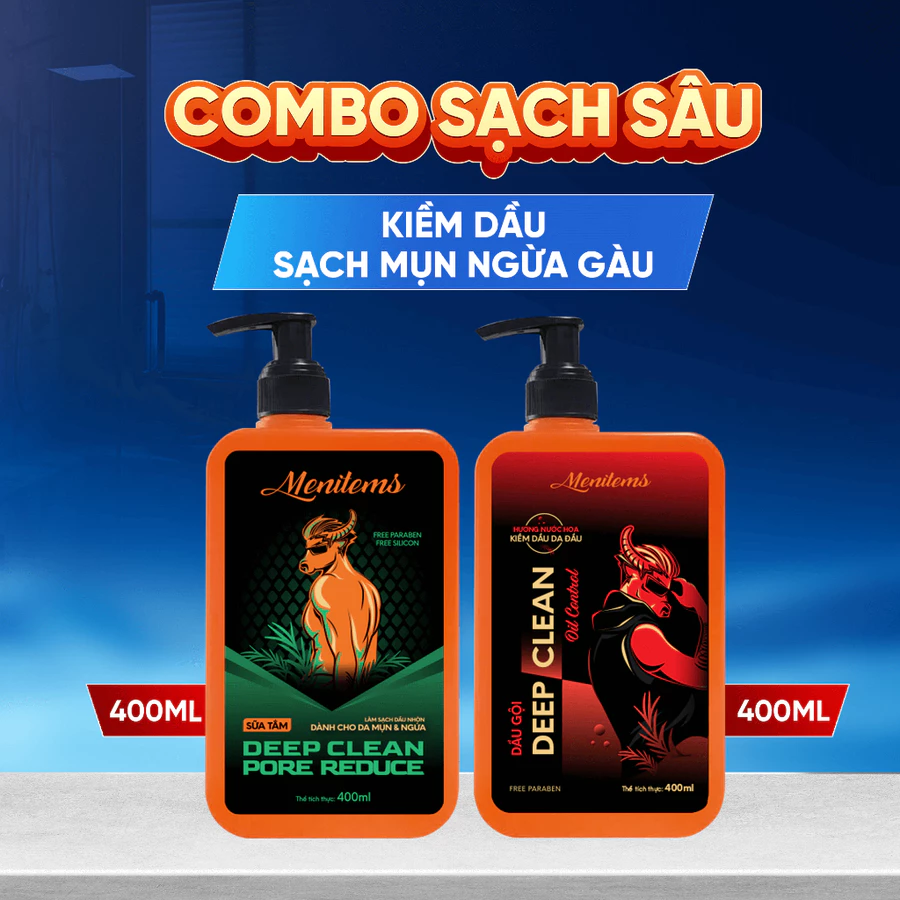 COMBO SẠCH SÂU
KIỀM DẦU
SẠCH MỤN NGỪA GÀU
Menitems
FREE PARABEN
FREE SILICON
SỮA TẮM
LÀM SẠCH DẦU NHỜN
DÀNH CHO DA MỤN & NGỨA
DEEP CLEAN
PORE REDUCE
Thể tích thực: 400ml
400ML
Menitems
HƯƠNG NƯỚC HOA
KIỀM DẦU DA ĐẦU
DẦU GỘI
DEEP CLEAN
Oil Control
FREE PARABEN
Thể tích thực: 400ml
400ML